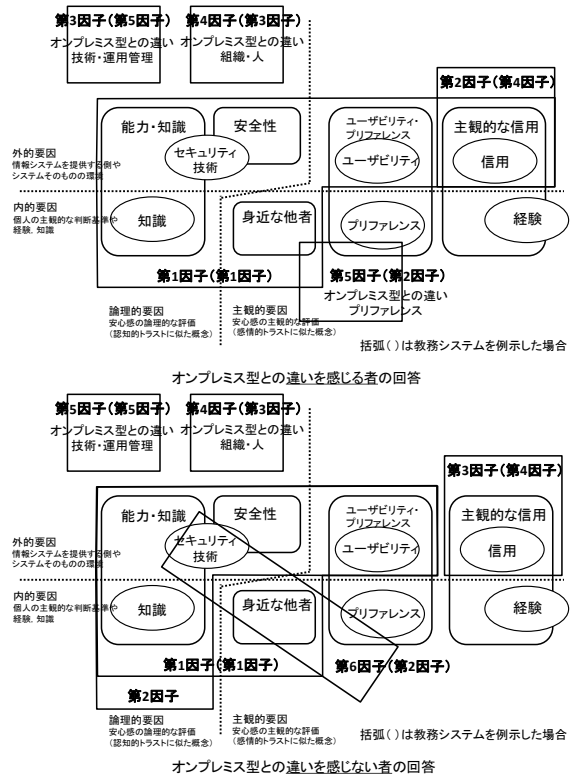 第3因子(第5因子)
オンプレミス型との違い
技術・運用管理
第4因子(第3因子)
オンプレミス型との違い
組織・人
第2因子(第4因子)
能力・知識
安全性
ユーザビリティ・
プリファレンス
主観的な信用
セキュリティ
技術
ユーザビリティ
信用
外的要因
情報システムを提供する側や
システムそのものの環境
内的要因
個人の主観的な判断基準や
経験、知識
知識
身近な他者
プリファレンス
経験
第1因子(第1因子)
第5因子(第2因子)
オンプレミス型との違い
プリファレンス
論理的要因
安心感の論理的な評価
(認知的トラストに似た概念)
主観的要因
安心感の主観的な評価
(感情的トラストに似た概念)
括弧( )は教務システムを例示した場合
オンプレミス型との違いを感じる者の回答
第5因子(第5因子)
オンプレミス型との違い
技術・運用管理
第4因子(第3因子)
オンプレミス型との違い
組織・人
第3因子(第4因子)
能力・知識
安全性
ユーザビリティ・
プリファレンス
主観的な信用
セキュリティ
技術
ユーザビリティ
信用
外的要因
情報システムを提供する側や
システムそのものの環境
内的要因
個人の主観的な判断基準や
経験、知識
知識
身近な他者
プリファレンス
経験
第1因子(第1因子)
第6因子(第2因子)
第2因子
論理的要因
安心感の論理的な評価
(認知的トラストに似た概念)
主観的要因
安心感の主観的な評価
(感情的トラストに似た概念)
括弧( )は教務システムを例示した場合
オンプレミス型との違いを感じない者の回答